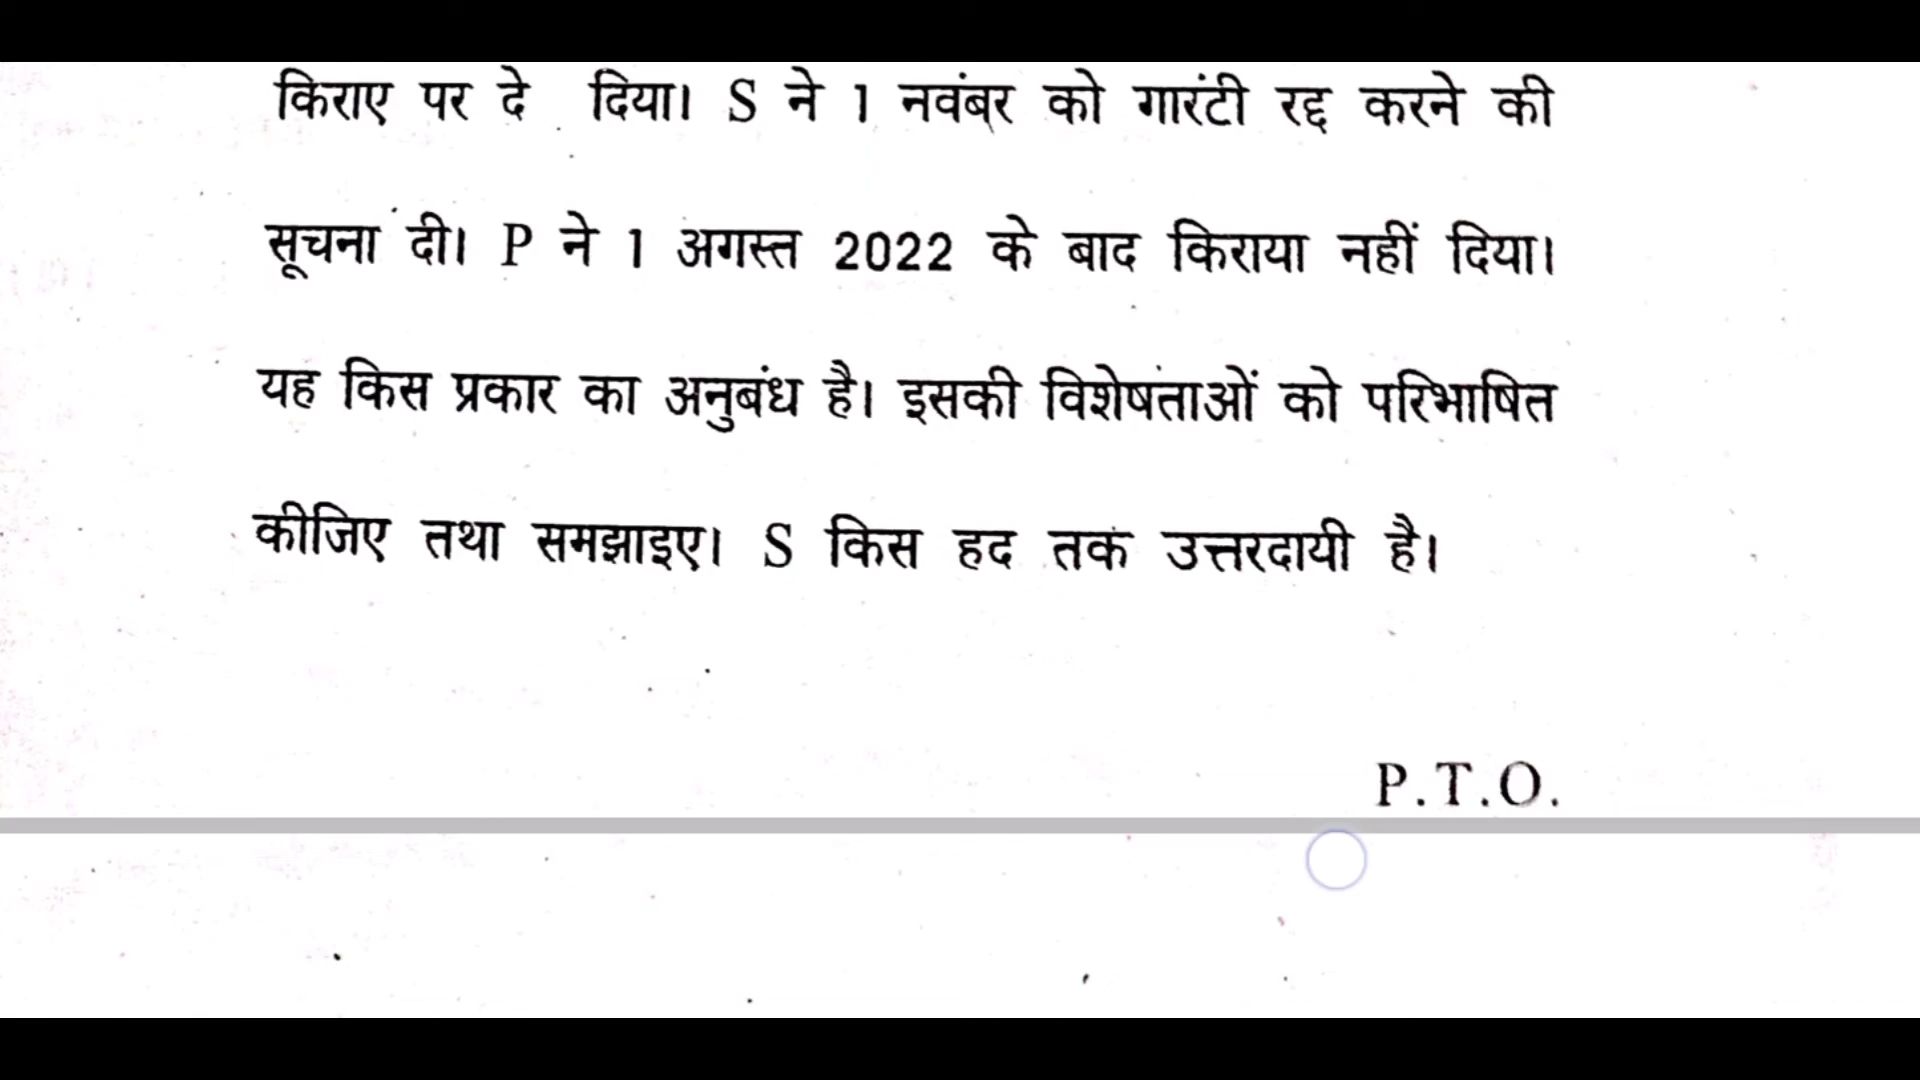 किराए पर दे दिया। S ने 1 नवंबर को गारंटी रद्द करने की
सूचना दी। P ने 1 अगस्त 2022 के बाद किराया नहीं दिया।
यह किस प्रकार का अनुबंध है। इसकी विशेषताओं को परिभाषित
कीजिए तथा समझाइए। S किस हद तक उत्तरदायी है।
P.T.O.